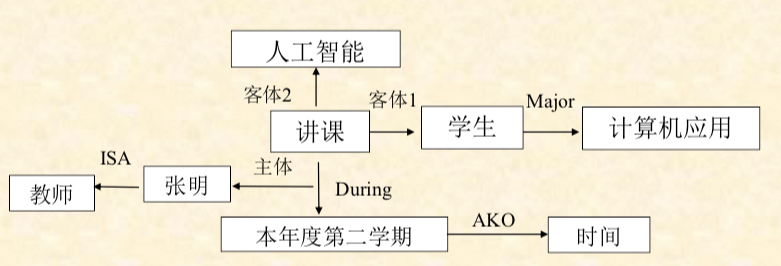 人工智能
客体2
客体1
Major
讲课
学生
计算机应用
ISA
主体
教师
张明
During
本年度第二学期
AKO
时间